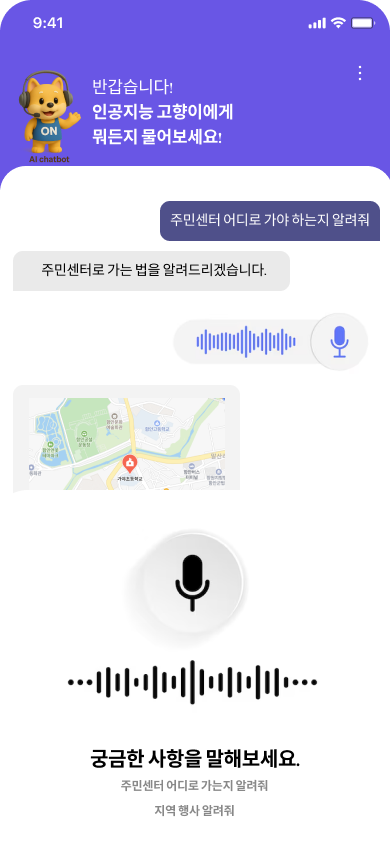 9:41
반갑습니다!
인공지능 고향이에게
뭐든지 물어보세요!
ON
AI chatbot
주민센터 어디로 가야 하는지 알려줘
주민센터로 가는 법을 알려드리겠습니다.
궁금한 사항을 말해보세요.
주민센터 어디로 가는지 알려줘
지역 행사 알려줘